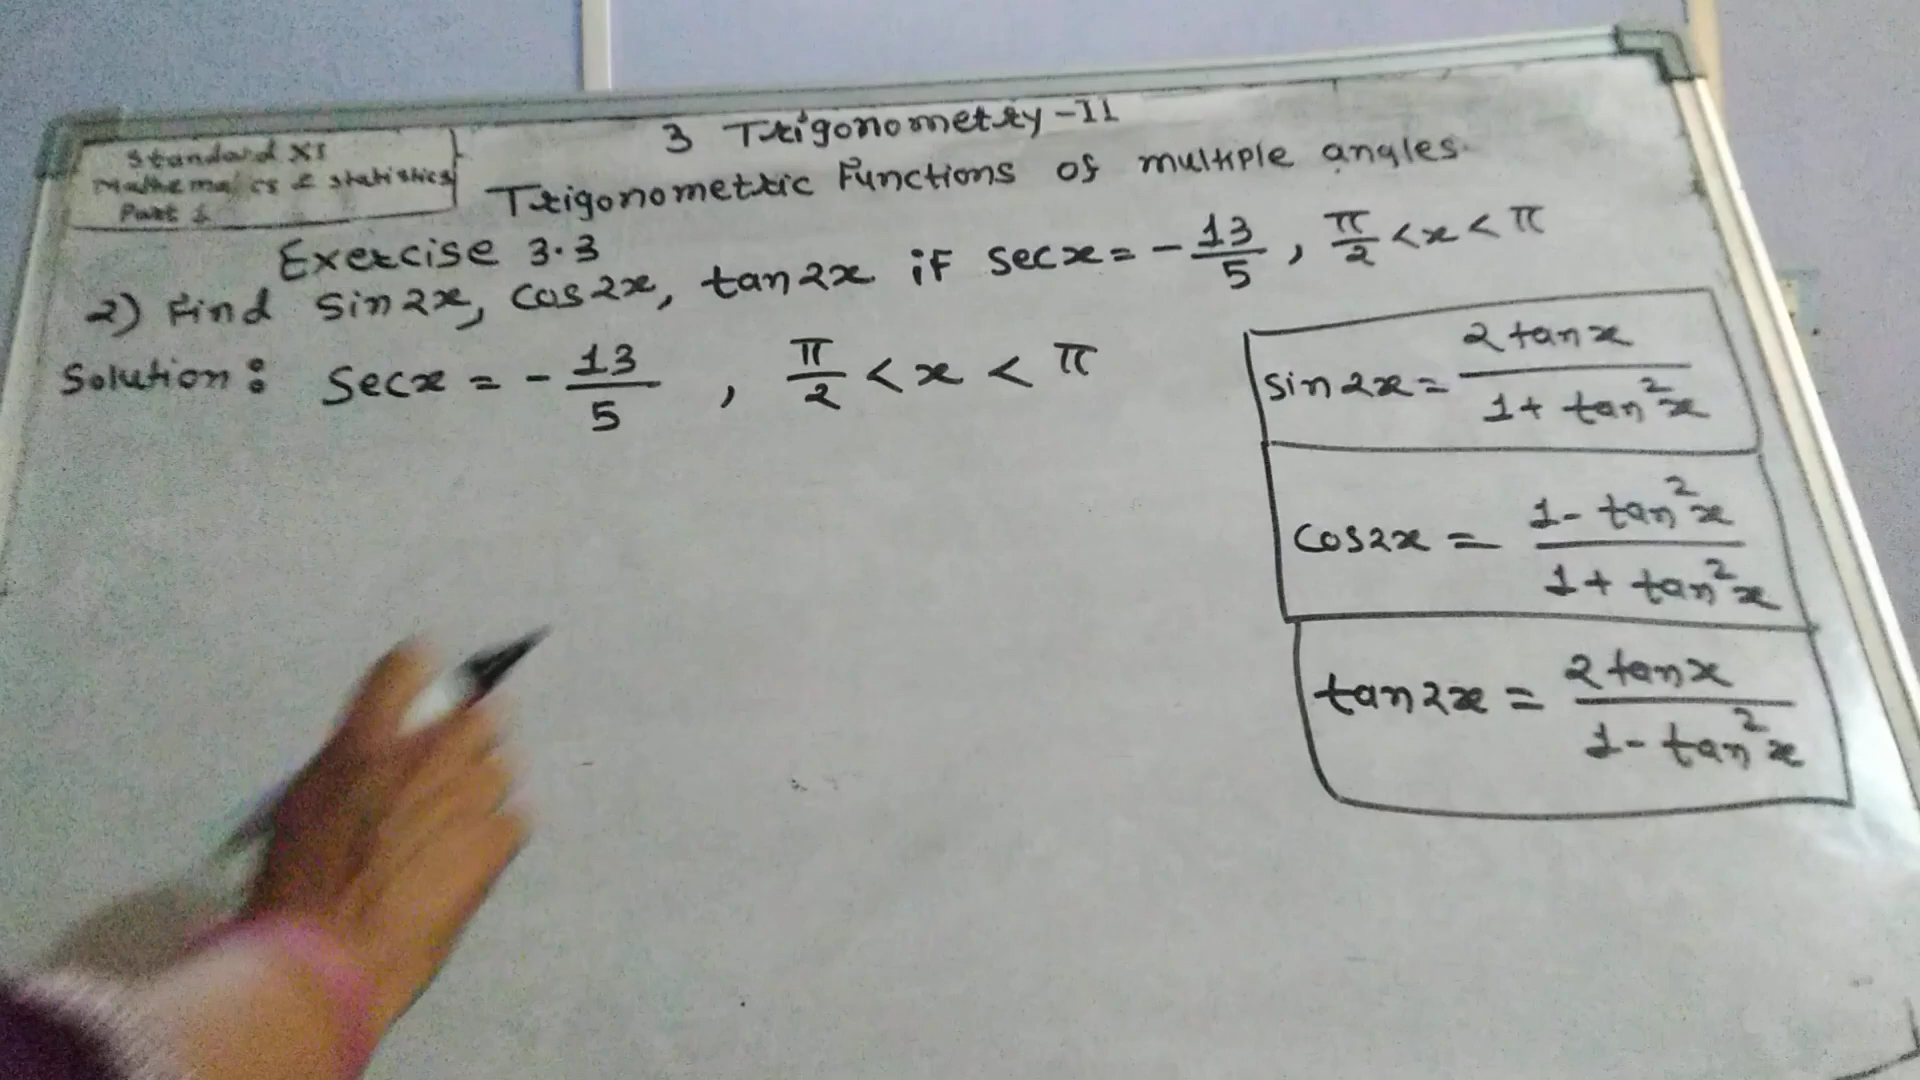 Standard XI
Mathematics & statistics
Part 1
3 Trigonometry-II
Trigonometric Functions of multiple angles.
Exercise 3.3
2) Find sin2x, cos2x, tan2x if secx = -13/5, π/2 < x < π
Solution: Secx = -13/5, π/2 < x < π
sin2x = 2tanx / 1+tan²x
cos2x = 1-tan²x / 1+tan²x
tan2x = 2tanx / 1-tan²x